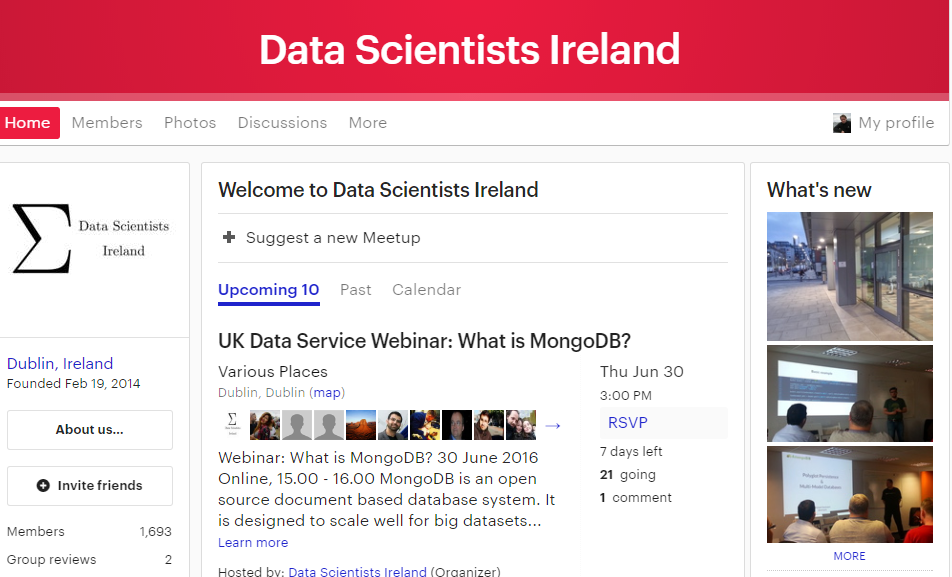 Data Scientists Ireland
Home Members Photos Discussions More My profile
Data Scientists
Ireland
Dublin, Ireland
Founded Feb 19, 2014
About us...
Invite friends
Members 1,693
Group reviews 2
Welcome to Data Scientists Ireland
Suggest a new Meetup
Upcoming 10 Past Calendar
UK Data Service Webinar: What is MongoDB?
Various Places
Dublin, Dublin (map)
→
Webinar: What is MongoDB? 30 June 2016
Online, 15.00 - 16.00 MongoDB is an open
source document based database system. It
is designed to scale well for big datasets...
Learn more
Hosted by: Data Scientists Ireland (Organizer)
Thu Jun 30
3:00 PM
RSVP
7 days left
21 going
1 comment
What's new
Polyglot Persistence
&
Multi-Model Databases
MORE